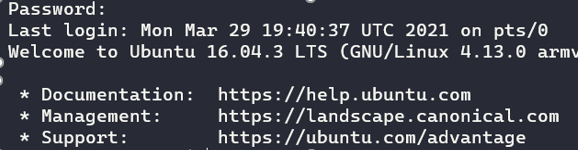 Password:
Last login: Mon Mar 29 19:40:37 UTC 2021 on pts/0
Welcome to Ubuntu 16.04.3 LTS (GNU/Linux 4.13.0 armv
* Documentation: https://help.ubuntu.com
* Management: https://landscape.canonical.com
* Support: https://ubuntu.com/advantage